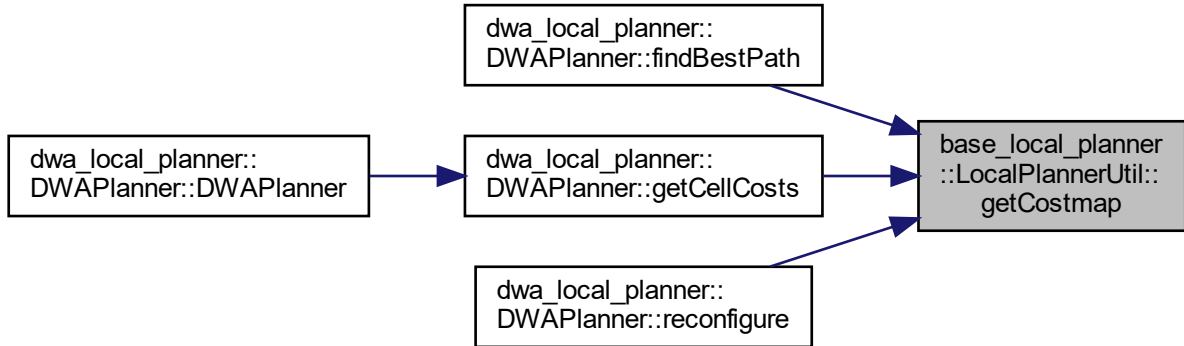 dwa_local_planner::
DWAPlanner::findBestPath
dwa_local_planner::
DWAPlanner::DWAPlanner
dwa_local_planner::
DWAPlanner::getCellCosts
base_local_planner
::LocalPlannerUtil::
getCostmap
dwa_local_planner::
DWAPlanner::reconfigure